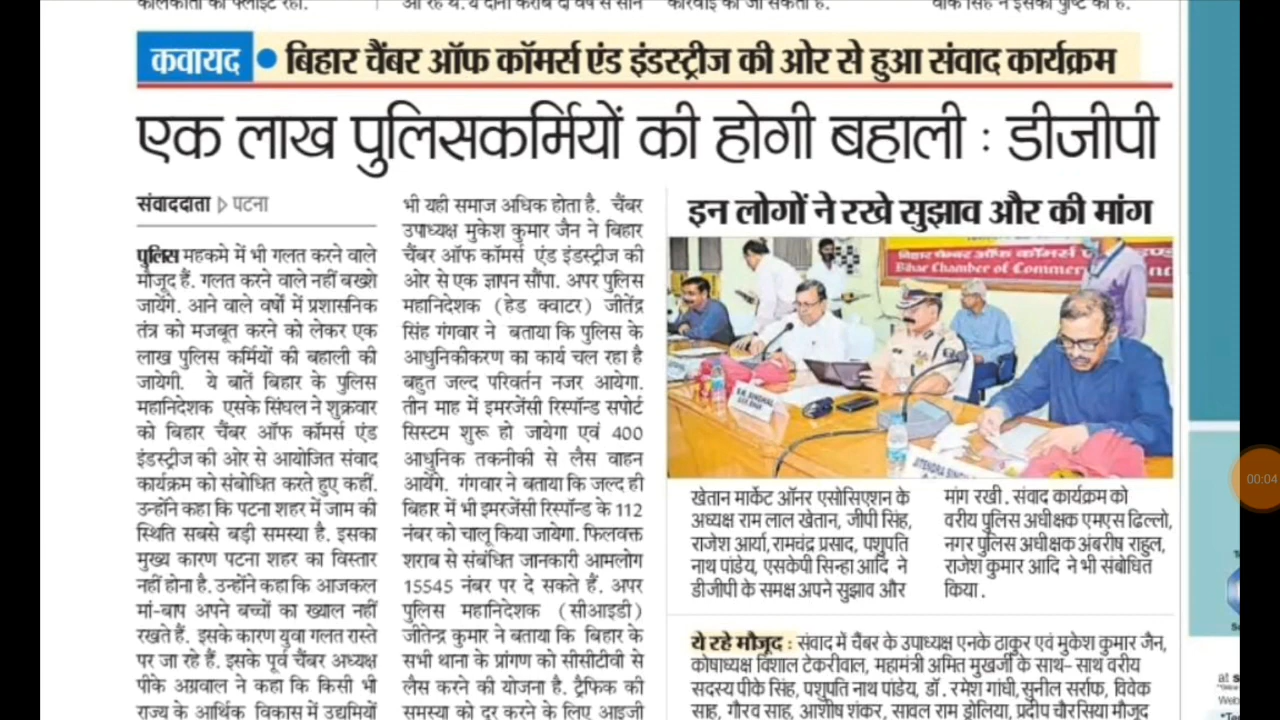 कवायद
बिहार चैंबर ऑफ कॉमर्स एंड इंडस्ट्रीज की ओर से हुआ संवाद कार्यक्रम
एक लाख पुलिसकर्मियों की होगी बहाली : डीजीपी
संवाददाता ▷ पटना
पुलिस महकमे में भी गलत करने वाले
मौजूद हैं. गलत करने वाले नहीं बख्शे
जायेंगे. आने वाले वर्षों में प्रशासनिक
तंत्र को मजबूत करने को लेकर एक
लाख पुलिस कर्मियों की बहाली की
जायेगी. ये बातें बिहार के पुलिस
महानिदेशक एसके सिंघल ने शुक्रवार
को बिहार चैंबर ऑफ कॉमर्स एंड
इंडस्ट्रीज की ओर से आयोजित संवाद
कार्यक्रम को संबोधित करते हुए कहीं.
उन्होंने कहा कि पटना शहर में जाम की
स्थिति सबसे बड़ी समस्या है. इसका
मुख्य कारण पटना शहर का विस्तार
नहीं होना है. उन्होंने कहा कि आजकल
मां-बाप अपने बच्चों का ख्याल नहीं
रखते हैं. इसके कारण युवा गलत रास्ते
पर जा रहे हैं. इसके पूर्व चैंबर अध्यक्ष
पीके अग्रवाल ने कहा कि किसी भी
राज्य के आर्थिक विकास में उद्यमियों
भी यही समाज अधिक होता है. चैंबर
उपाध्यक्ष मुकेश कुमार जैन ने बिहार
चैंबर ऑफ कॉमर्स एंड इंडस्ट्रीज की
ओर से एक ज्ञापन सौंपा. अपर पुलिस
महानिदेशक (हेड क्वाटर) जीतेंद्र
सिंह गंगवार ने बताया कि पुलिस के
आधुनिकीकरण का कार्य चल रहा है
बहुत जल्द परिवर्तन नजर आयेगा.
तीन माह में इमरजेंसी रिस्पॉन्ड सपोर्ट
सिस्टम शुरू हो जायेगा एवं 400
आधुनिक तकनीकी से लैस वाहन
आयेंगे. गंगवार ने बताया कि जल्द ही
बिहार में भी इमरजेंसी रिस्पॉन्ड के 112
नंबर को चालू किया जायेगा. फिलवक्त
शराब से संबंधित जानकारी आमलोग
15545 नंबर पर दे सकते हैं. अपर
पुलिस महानिदेशक (सीआइडी)
जीतेन्द्र कुमार ने बताया कि बिहार के
सभी थाना के प्रांगण को सीसीटीवी से
लैस करने की योजना है. ट्रैफिक की
समस्या को दूर करने के लिए आइजी
इन लोगों ने रखे सुझाव और की मांग
बिहार चैम्बर ऑफ कॉमर्स
Bihar Chamber of Commer
S.K. SINGHAL
JITENDRA SINGH
खेतान मार्केट ऑनर एसोसिएशन के
अध्यक्ष राम लाल खेतान, जीपी सिंह,
राजेश आर्या, रामचंद्र प्रसाद, पशुपति
नाथ पांडेय, एसकेपी सिन्हा आदि ने
डीजीपी के समक्ष अपने सुझाव और
मांग रखी . संवाद कार्यक्रम को
वरीय पुलिस अधीक्षक एमएस ढिल्लो,
नगर पुलिस अधीक्षक अंबरीष राहुल,
राजेश कुमार आदि ने भी संबोधित
किया .
ये रहे मौजूद : संवाद में चैंबर के उपाध्यक्ष एनके ठाकुर एवं मुकेश कुमार जैन,
कोषाध्यक्ष विशाल टेकरीवाल, महामंत्री अमित मुखर्जी के साथ- साथ वरीय
सदस्य पीके सिंह, पशुपति नाथ पांडेय, डॉ. रमेश गांधी, सुनील सर्राफ, विवेक
साह, गौरव साह, आशीष शंकर, सावल राम ड्रोलिया, प्रदीप चौरसिया मौजूद
00:04